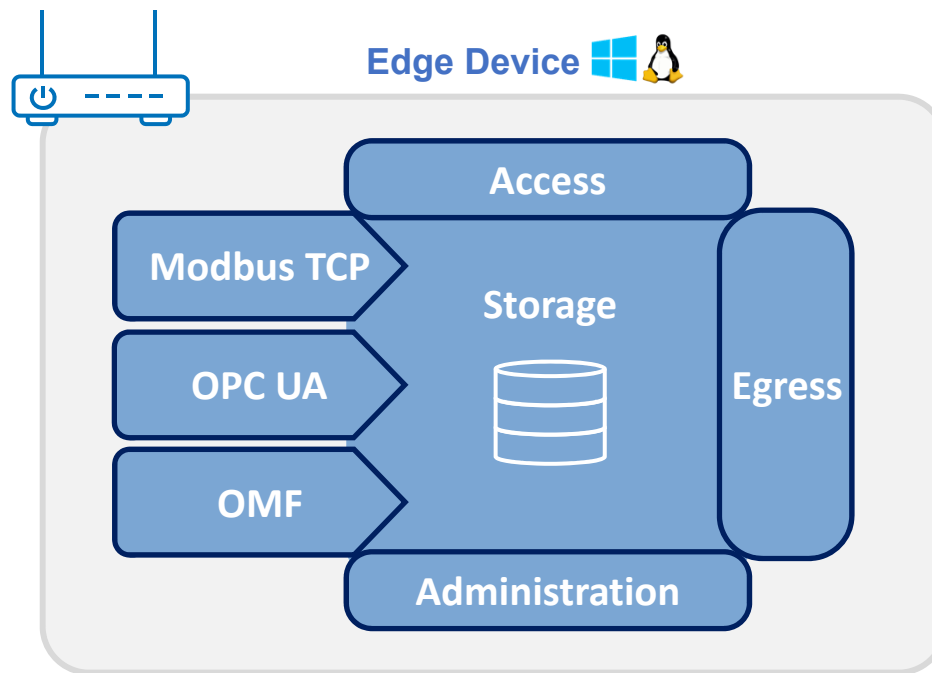 Edge Device
Access
Modbus TCP
Storage
OPC UA
Egress
OMF
Administration